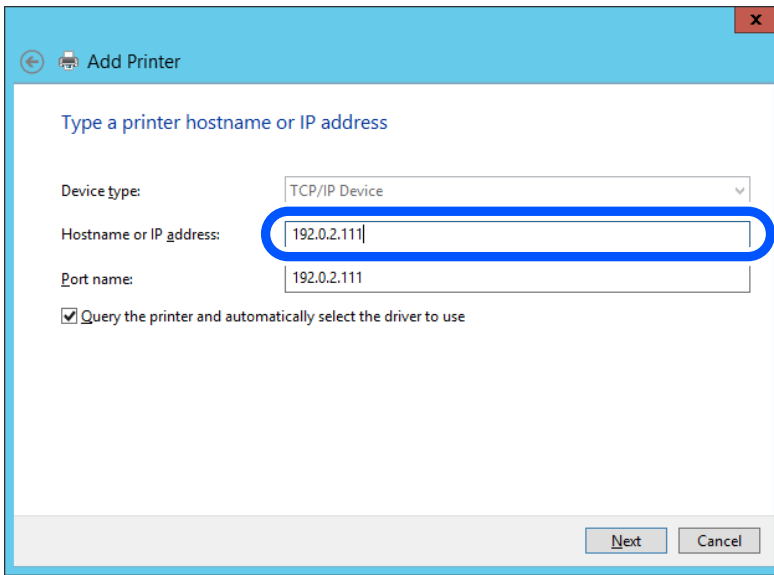 x
Add Printer
Type a printer hostname or IP address
Device type: TCP/IP Device
Hostname or IP address: 192.0.2.111
Port name: 192.0.2.111
Query the printer and automatically select the driver to use
Next Cancel